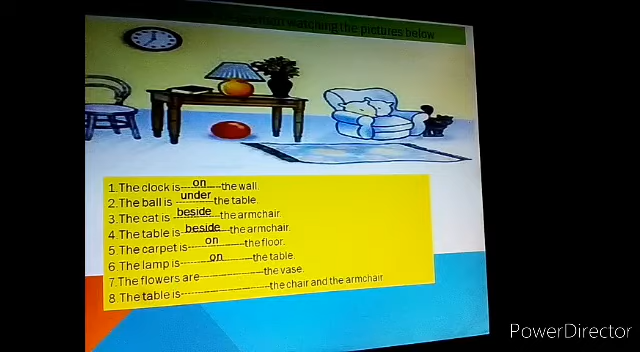 watching the pictures below
1.The clock is on the wall.
2.The ball is under the table.
3.The cat is beside the armchair.
4.The table is beside the armchair.
5.The carpet is on the floor.
6.The lamp is on the table.
7.The flowers are the vase.
8.The table is the chair and the armchair
PowerDirector